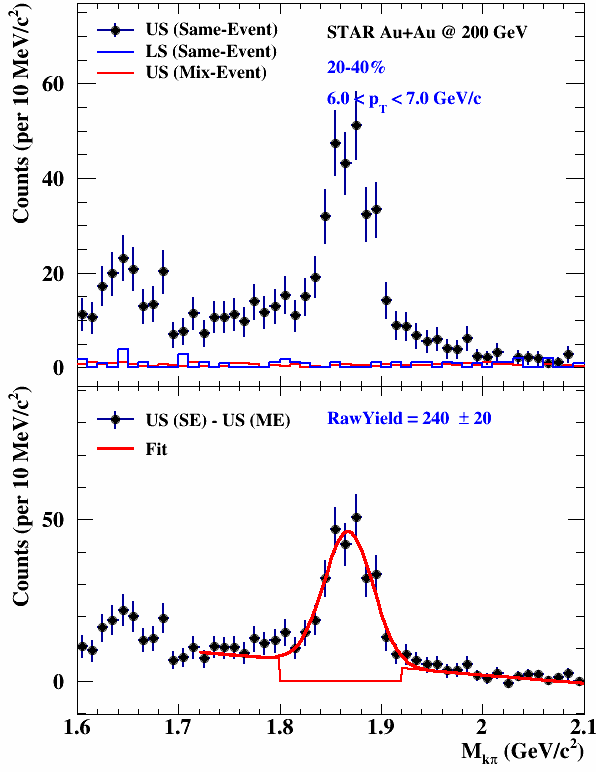 US (Same-Event)
LS (Same-Event)
US (Mix-Event)
STAR Au+Au @ 200 GeV
20-40%
6.0 < p_T < 7.0 GeV/c
Counts (per 10 MeV/c²)
60
40
20
0
US (SE) - US (ME)
Fit
RawYield = 240 ± 20
Counts (per 10 MeV/c²)
50
0
1.6 1.7 1.8 1.9 2 2.1
M_kπ (GeV/c²)